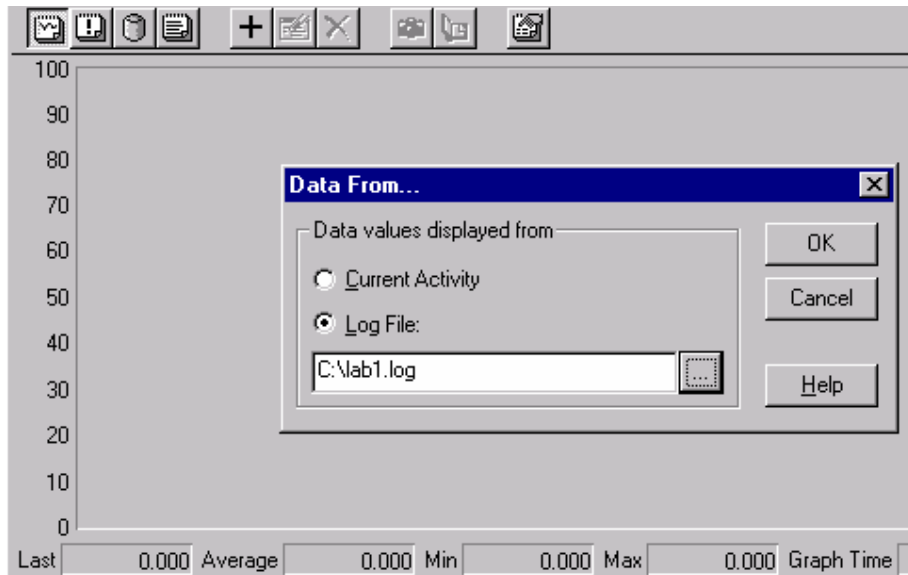 100
90
80
70
60
50
40
30
20
10
0
Data From...
Data values displayed from
Current Activity
Log File:
C:\lab1.log
...
OK
Cancel
Help
Last 0.000 Average 0.000 Min 0.000 Max 0.000 Graph Time